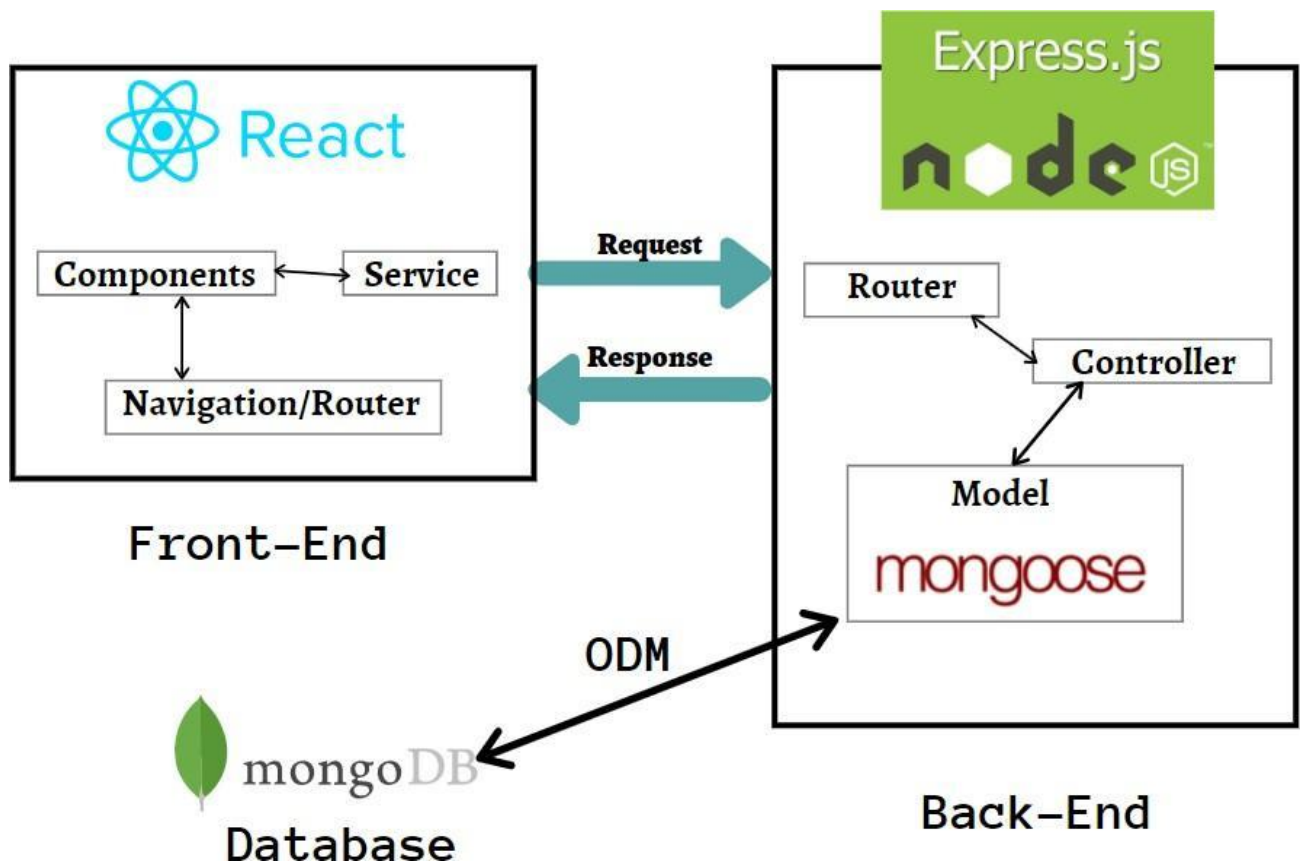 React
Components
Service
Navigation/Router
Front-End
Request
Response
Express.js
node JS™
Router
Controller
Model
mongoose
Back-End
ODM
mongoDB
Database